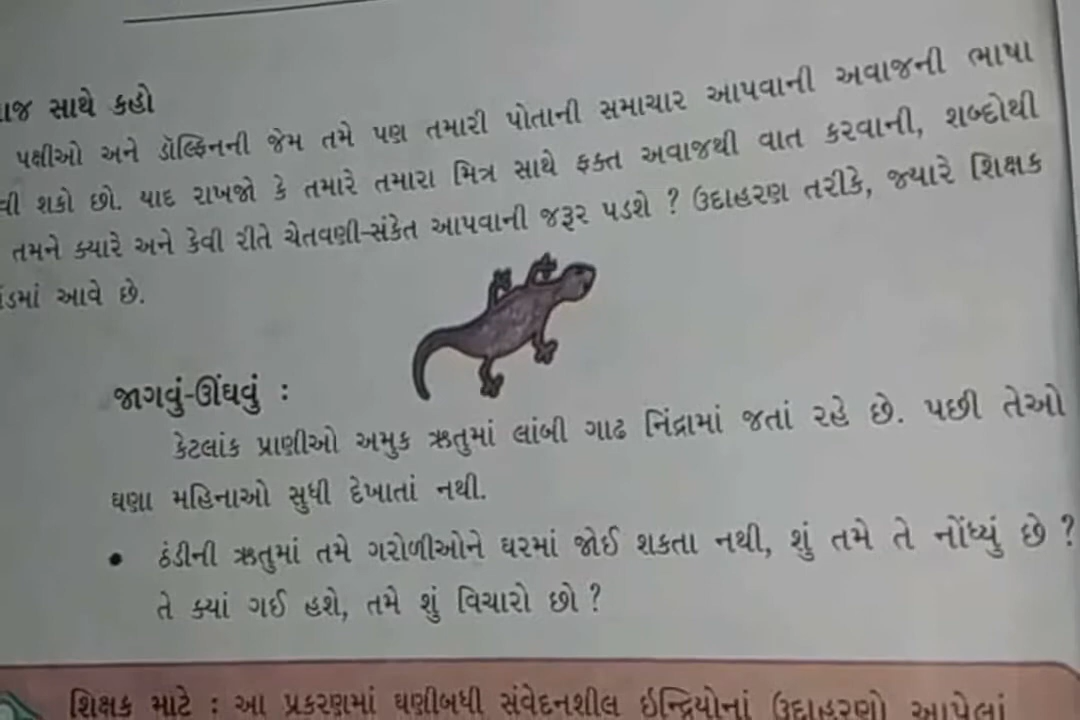 સાથે કહો
પક્ષીઓ અને ડૉલ્ફિનની જેમ તમે પણ તમારી પોતાની સમાચાર આપવાની અવાજની ભાષા
શકો છો. યાદ રાખજો કે તમારે તમારા મિત્ર સાથે ફક્ત અવાજથી વાત કરવાની, શબ્દોથી
તમને ક્યારે અને કેવી રીતે ચેતવણી-સંકેત આપવાની જરૂર પડશે ? ઉદાહરણ તરીકે, જ્યારે શિક્ષક
આવે છે.
જાગવું-ઊંઘવું :
કેટલાંક પ્રાણીઓ અમુક ઋતુમાં લાંબી ગાઢ નિંદ્રામાં જતાં રહે છે. પછી તેઓ
ઘણા મહિનાઓ સુધી દેખાતાં નથી.
• ઠંડીની ઋતુમાં તમે ગરોળીઓને ઘરમાં જોઈ શકતા નથી, શું તમે તે નોંધ્યું છે ?
તે ક્યાં ગઈ હશે, તમે શું વિચારો છો ?
શિક્ષક માટે : આ પ્રકરણમાં ઘણીબધી સંવેદનશીલ ઇન્દ્રિયોનાં ઉદાહરણો આપેલાં